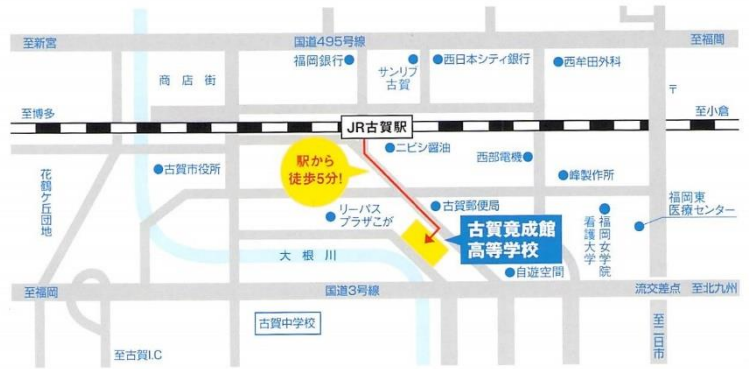 至新宮
国道495号線
至福間
福岡銀行
サンリブ
古賀
西日本シティ銀行
西牟田外科
商店街
〒
至博多
JR古賀駅
至小倉
ニビシ醤油
西部電機
駅から
徒歩5分!
古賀市役所
峰製作所
花鶴ケ丘団地
リーパス
プラザこが
古賀郵便局
福岡東
医療センター
古賀竟成館
高等学校
福岡女学院
看護大学
大根川
自遊空間
至福岡
国道3号線
流交差点
至北九州
古賀中学校
至二日市
至古賀I.C